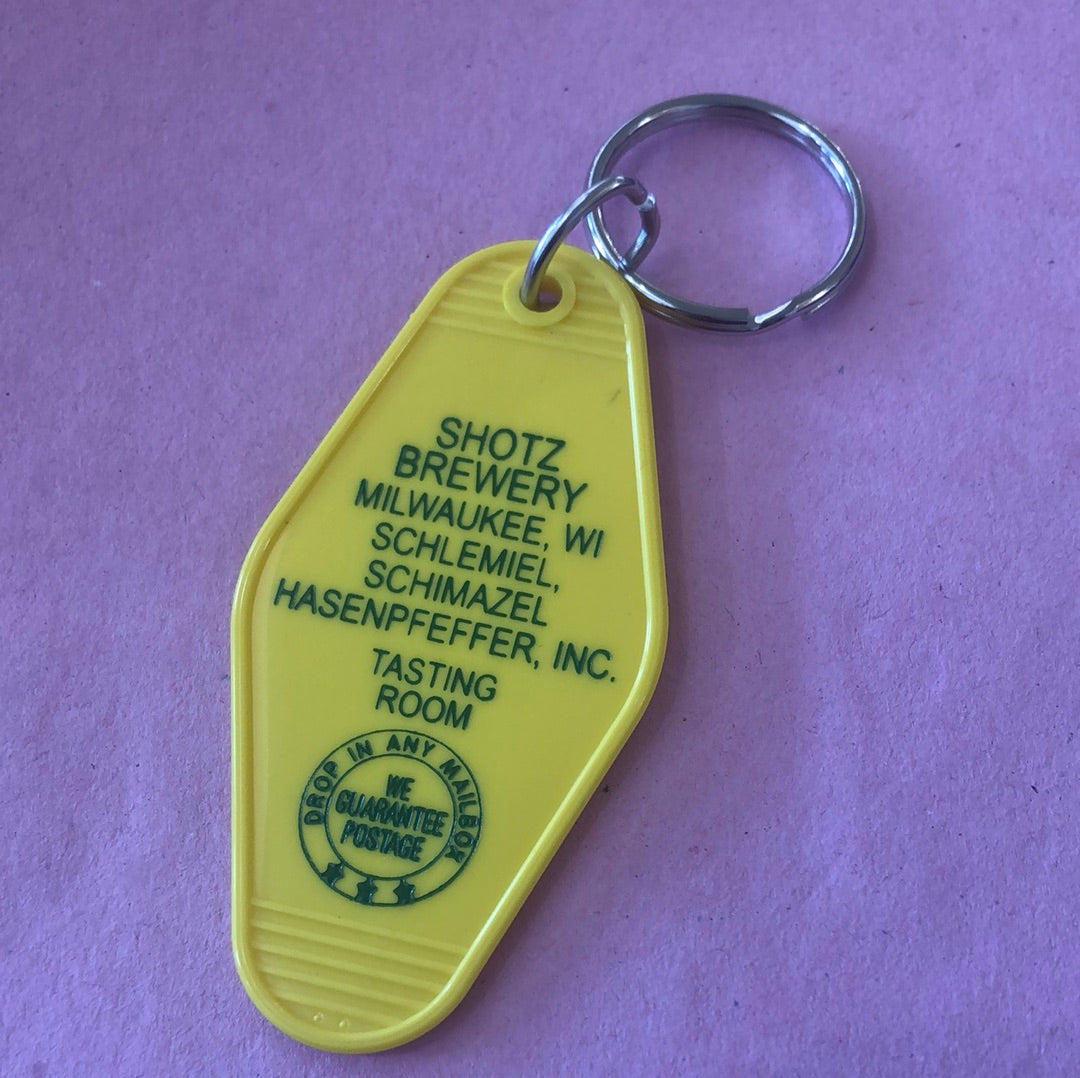 SHOTZ
BREWERY
MILWAUKEE, WI
SCHLEMIEL,
SCHIMAZEL
HASENPFEFFER, INC.
TASTING
ROOM
DROP IN ANY MAILBOX
WE
GUARANTEE
POSTAGE